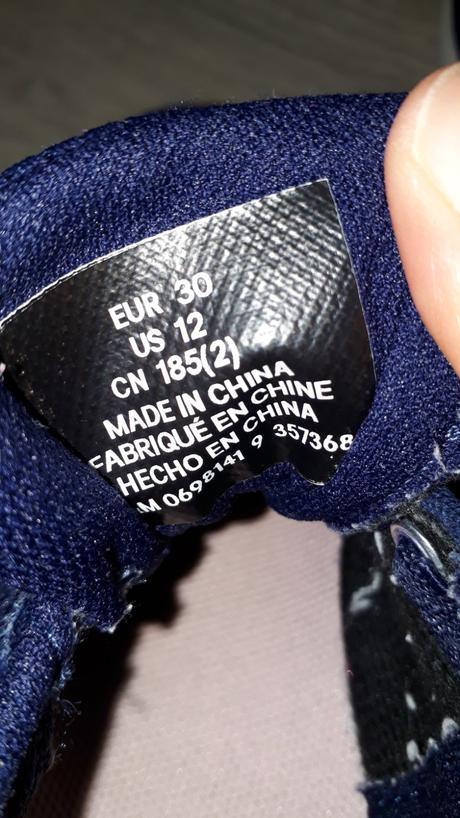 EUR 30
US 12
CN 185(2)
MADE IN CHINA
FABRIQUÉ EN CHINE
HECHO EN CHINA
AM 0698141 9 357368